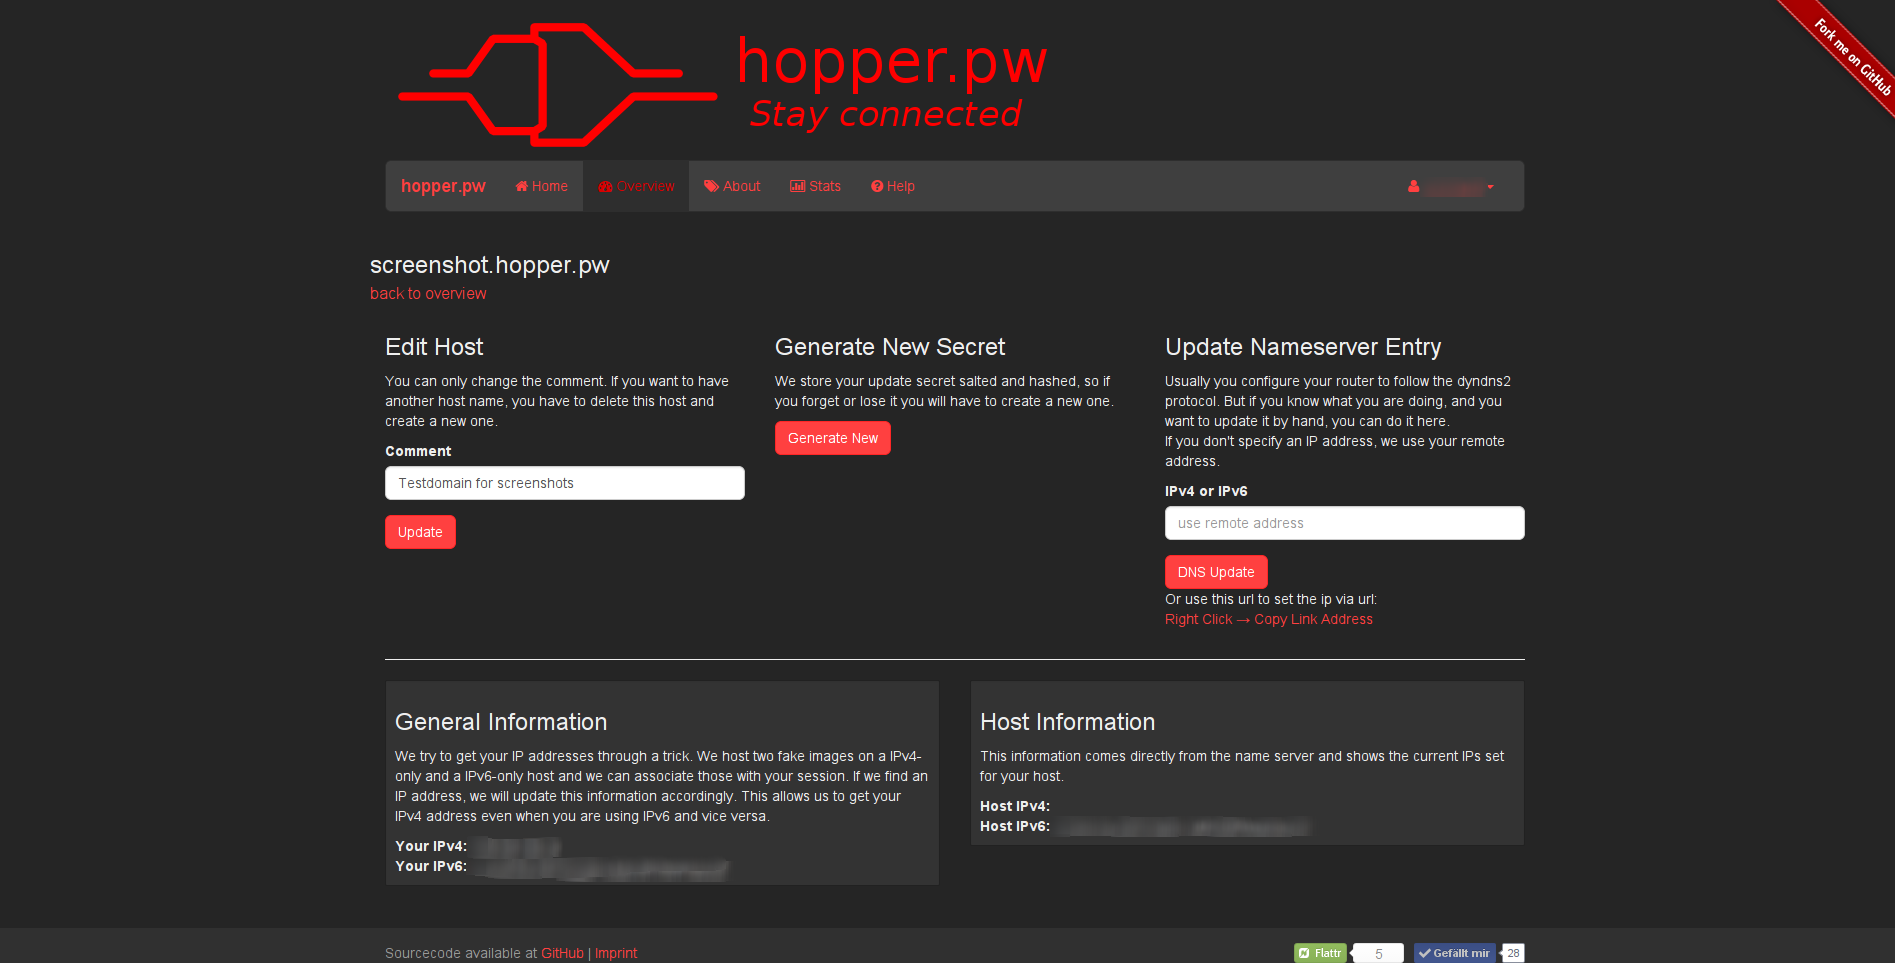 hopper.pw
Stay connected
Fork me on GitHub
hopper.pw Home Overview About Stats Help
screenshot.hopper.pw
back to overview
Edit Host
You can only change the comment. If you want to have
another host name, you have to delete this host and
create a new one.
Comment
Testdomain for screenshots
Update
Generate New Secret
We store your update secret salted and hashed, so if
you forget or lose it you will have to create a new one.
Generate New
Update Nameserver Entry
Usually you configure your router to follow the dyndns2
protocol. But if you know what you are doing, and you
want to update it by hand, you can do it here.
If you don't specify an IP address, we use your remote
address.
IPv4 or IPv6
use remote address
DNS Update
Or use this url to set the ip via url:
Right Click → Copy Link Address
General Information
We try to get your IP addresses through a trick. We host two fake images on a IPv4-
only and a IPv6-only host and we can associate those with your session. If we find an
IP address, we will update this information accordingly. This allows us to get your
IPv4 address even when you are using IPv6 and vice versa.
Your IPv4:
Your IPv6:
Host Information
This information comes directly from the name server and shows the current IPs set
for your host.
Host IPv4:
Host IPv6:
Sourcecode available at GitHub | Imprint
Flattr 5 Gefällt mir 28